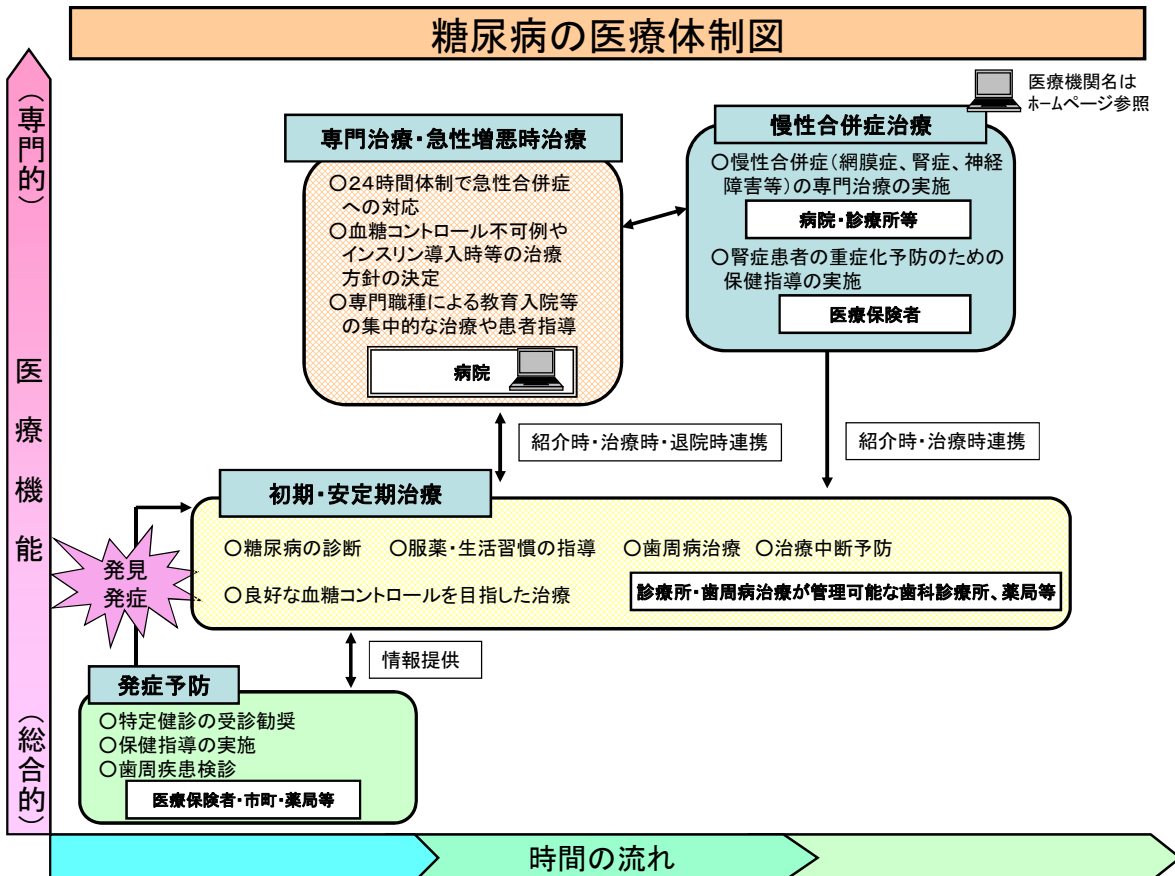 糖尿病の医療体制図
医療機関名は
ホームページ参照
(専門的)
医療機能
(総合的)
専門治療・急性増悪時治療
○24時間体制で急性合併症
への対応
○血糖コントロール不可例や
インスリン導入時等の治療
方針の決定
○専門職種による教育入院等
の集中的な治療や患者指導
病院
慢性合併症治療
○慢性合併症(網膜症、腎症、神経
障害等)の専門治療の実施
病院・診療所等
○腎症患者の重症化予防のための
保健指導の実施
医療保険者
紹介時・治療時・退院時連携
紹介時・治療時連携
初期・安定期治療
○糖尿病の診断 ○服薬・生活習慣の指導 ○歯周病治療 ○治療中断予防
○良好な血糖コントロールを目指した治療
診療所・歯周病治療が管理可能な歯科診療所、薬局等
発見
発症
情報提供
発症予防
○特定健診の受診勧奨
○保健指導の実施
○歯周疾患検診
医療保険者・市町・薬局等
時間の流れ